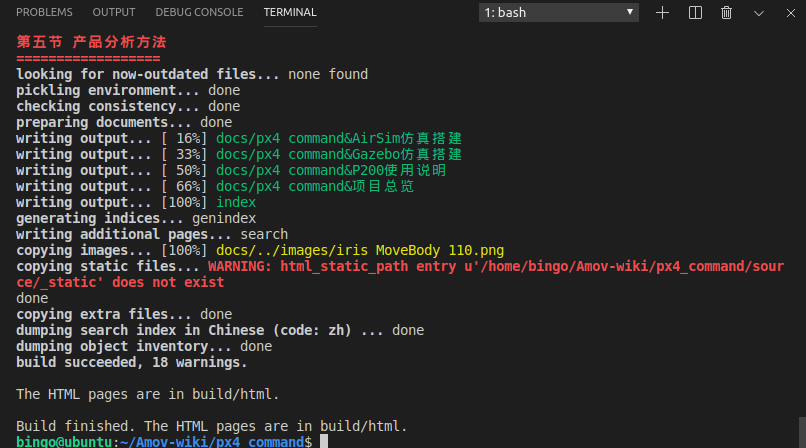 PROBLEMS OUTPUT DEBUG CONSOLE TERMINAL 1: bash
第五节 产品分析方法
==================
looking for now-outdated files... none found
pickling environment... done
checking consistency... done
preparing documents... done
writing output... [ 16%] docs/px4 command&AirSim仿真搭建
writing output... [ 33%] docs/px4 command&Gazebo仿真搭建
writing output... [ 50%] docs/px4 command&P200使用说明
writing output... [ 66%] docs/px4 command&项目总览
writing output... [100%] index
generating indices... genindex
writing additional pages... search
copying images... [100%] docs/../images/iris MoveBody 110.png
copying static files... WARNING: html_static_path entry u'/home/bingo/Amov-wiki/px4_command/sour
ce/_static' does not exist
done
copying extra files... done
dumping search index in Chinese (code: zh) ... done
dumping object inventory... done
build succeeded, 18 warnings.
The HTML pages are in build/html.
Build finished. The HTML pages are in build/html.
bingo@ubuntu:~/Amov-wiki/px4 command$